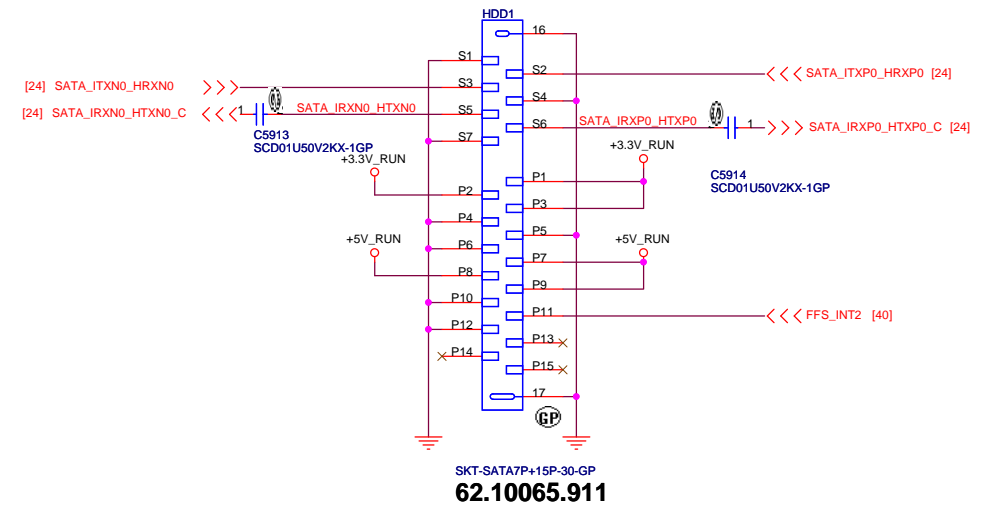 HDD1
16
S1
S2
[24] SATA_ITXN0_HRXN0
S3
SATA_ITXP0_HRXP0 [24]
S4
[24] SATA_IRXN0_HTXN0_C
1
SATA_IRXN0_HTXN0
S5
SATA_IRXP0_HTXP0
S6
1
SATA_IRXP0_HTXP0_C [24]
C5913
SCD01U50V2KX-1GP
S7
+3.3V_RUN
+3.3V_RUN
C5914
SCD01U50V2KX-1GP
P1
P2
P3
P4
P5
+5V_RUN
P6
+5V_RUN
P7
P8
P9
P10
P11
FFS_INT2 [40]
P12
P13
P14
P15
17
GP
SKT-SATA7P+15P-30-GP
62.10065.911